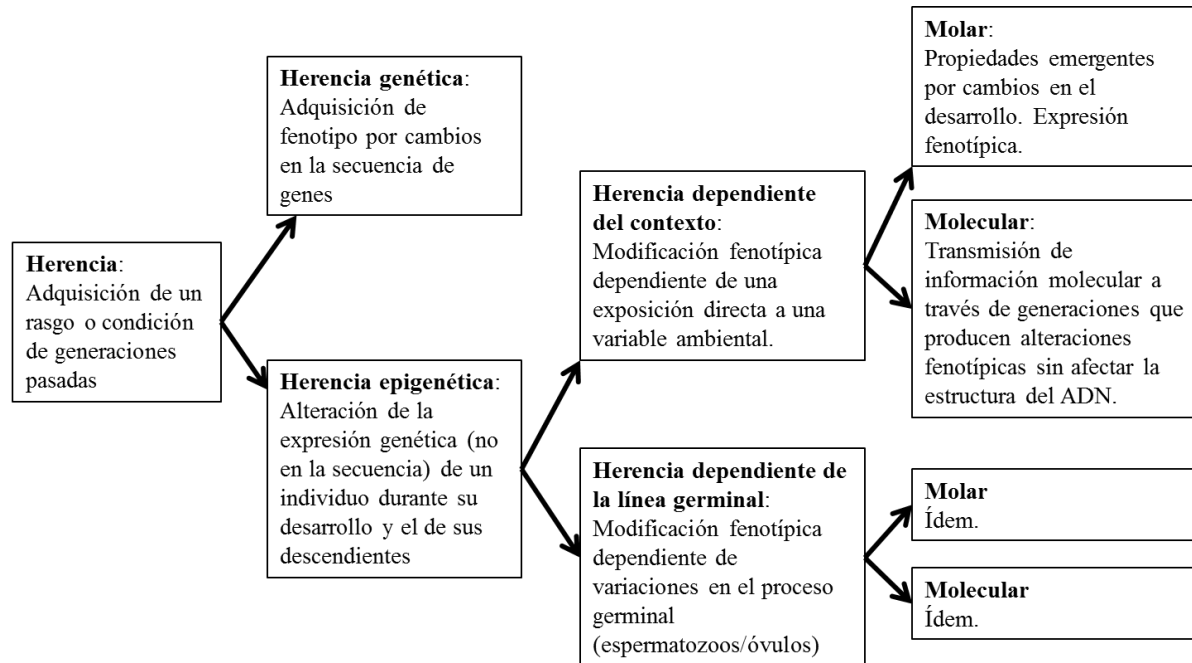 Herencia:
Adquisición de un
rasgo o condición
de generaciones
pasadas
Herencia genética:
Adquisición de
fenotipo por cambios
en la secuencia de
genes
Herencia epigenética:
Alteración de la
expresión genética (no
en la secuencia) de un
individuo durante su
desarrollo y el de sus
descendientes
Herencia dependiente
del contexto:
Modificación fenotípica
dependiente de una
exposición directa a una
variable ambiental.
Herencia dependiente de
la línea germinal:
Modificación fenotípica
dependiente de
variaciones en el proceso
germinal
(espermatozoos/óvulos)
Molar:
Propiedades emergentes
por cambios en el
desarrollo. Expresión
fenotípica.
Molecular:
Transmisión de
información molecular a
través de generaciones que
producen alteraciones
fenotípicas sin afectar la
estructura del ADN.
Molar
Ídem.
Molecular
Ídem.